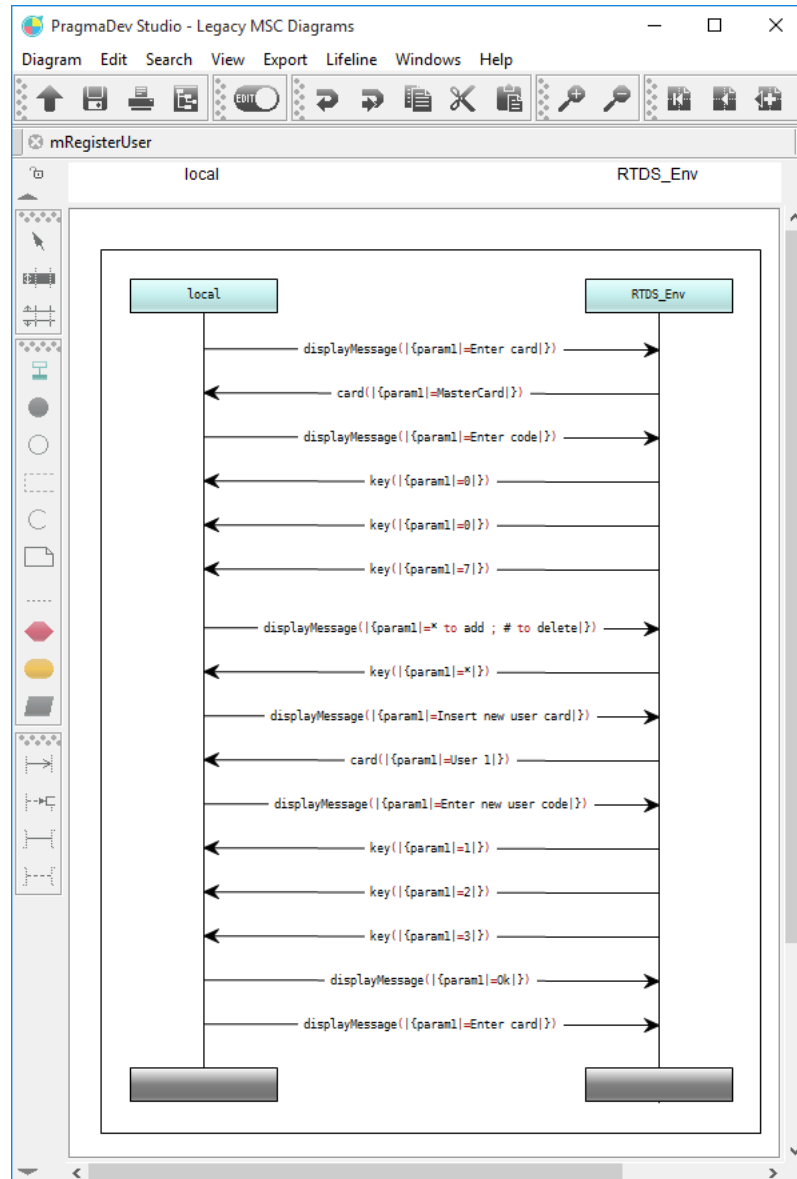 PragmaDev Studio - Legacy MSC Diagrams
Diagram Edit Search View Export Lifeline Windows Help
EDIT
mRegisterUser
local RTDS_Env
local RTDS_Env
displayMessage(|{param1|=Enter card|})
card(|{param1|=MasterCard|})
displayMessage(|{param1|=Enter code|})
key(|{param1|=0|})
key(|{param1|=0|})
key(|{param1|=7|})
displayMessage(|{param1|=* to add ; # to delete|})
key(|{param1|=*|})
displayMessage(|{param1|=Insert new user card|})
card(|{param1|=User 1|})
displayMessage(|{param1|=Enter new user code|})
key(|{param1|=1|})
key(|{param1|=2|})
key(|{param1|=3|})
displayMessage(|{param1|=Ok|})
displayMessage(|{param1|=Enter card|})